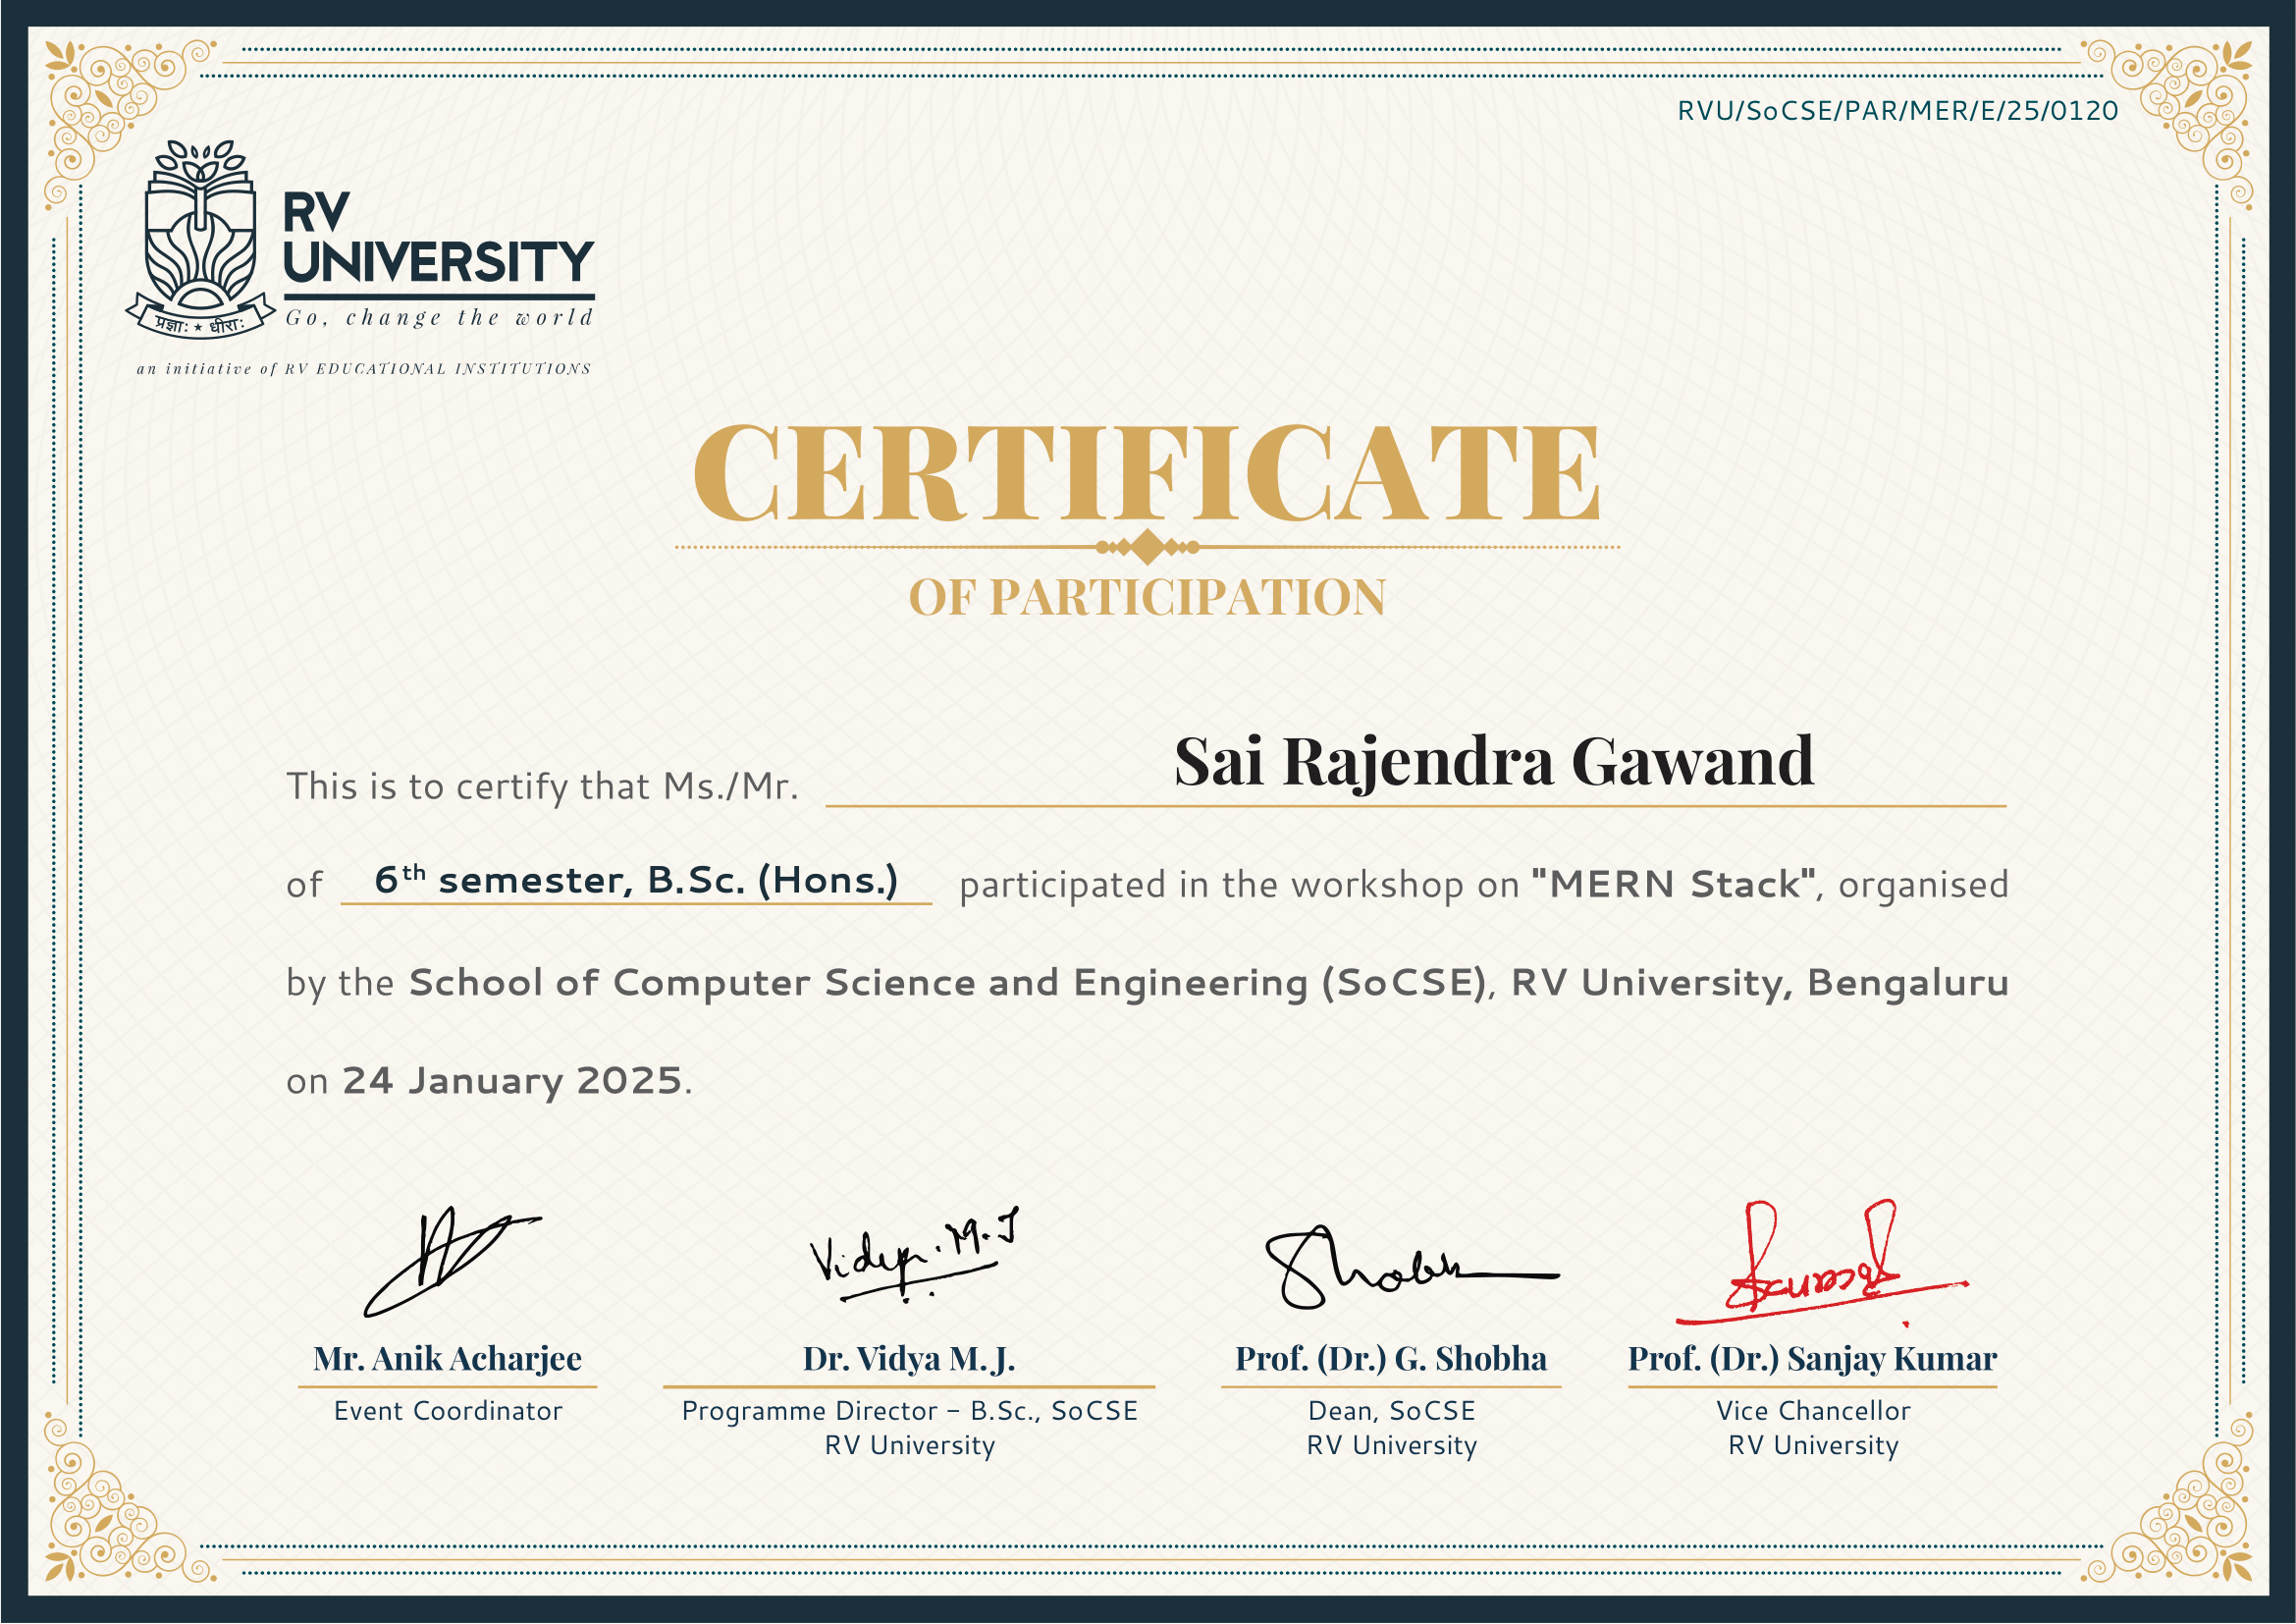 RVU/SoCSE/PAR/MER/E/25/0120
RV
UNIVERSITY
Go, change the world
प्रज्ञाः ★ धीराः
an initiative of RV EDUCATIONAL INSTITUTIONS
CERTIFICATE
OF PARTICIPATION
This is to certify that Ms./Mr. Sai Rajendra Gawand
of 6th semester, B.Sc. (Hons.) participated in the workshop on "MERN Stack", organised
by the School of Computer Science and Engineering (SoCSE), RV University, Bengaluru
on 24 January 2025.
Vidya. M. J
Shobha
Mr. Anik Acharjee
Dr. Vidya M. J.
Prof. (Dr.) G. Shobha
Prof. (Dr.) Sanjay Kumar
Event Coordinator
Programme Director - B.Sc., SoCSE
Dean, SoCSE
Vice Chancellor
RV University
RV University
RV University